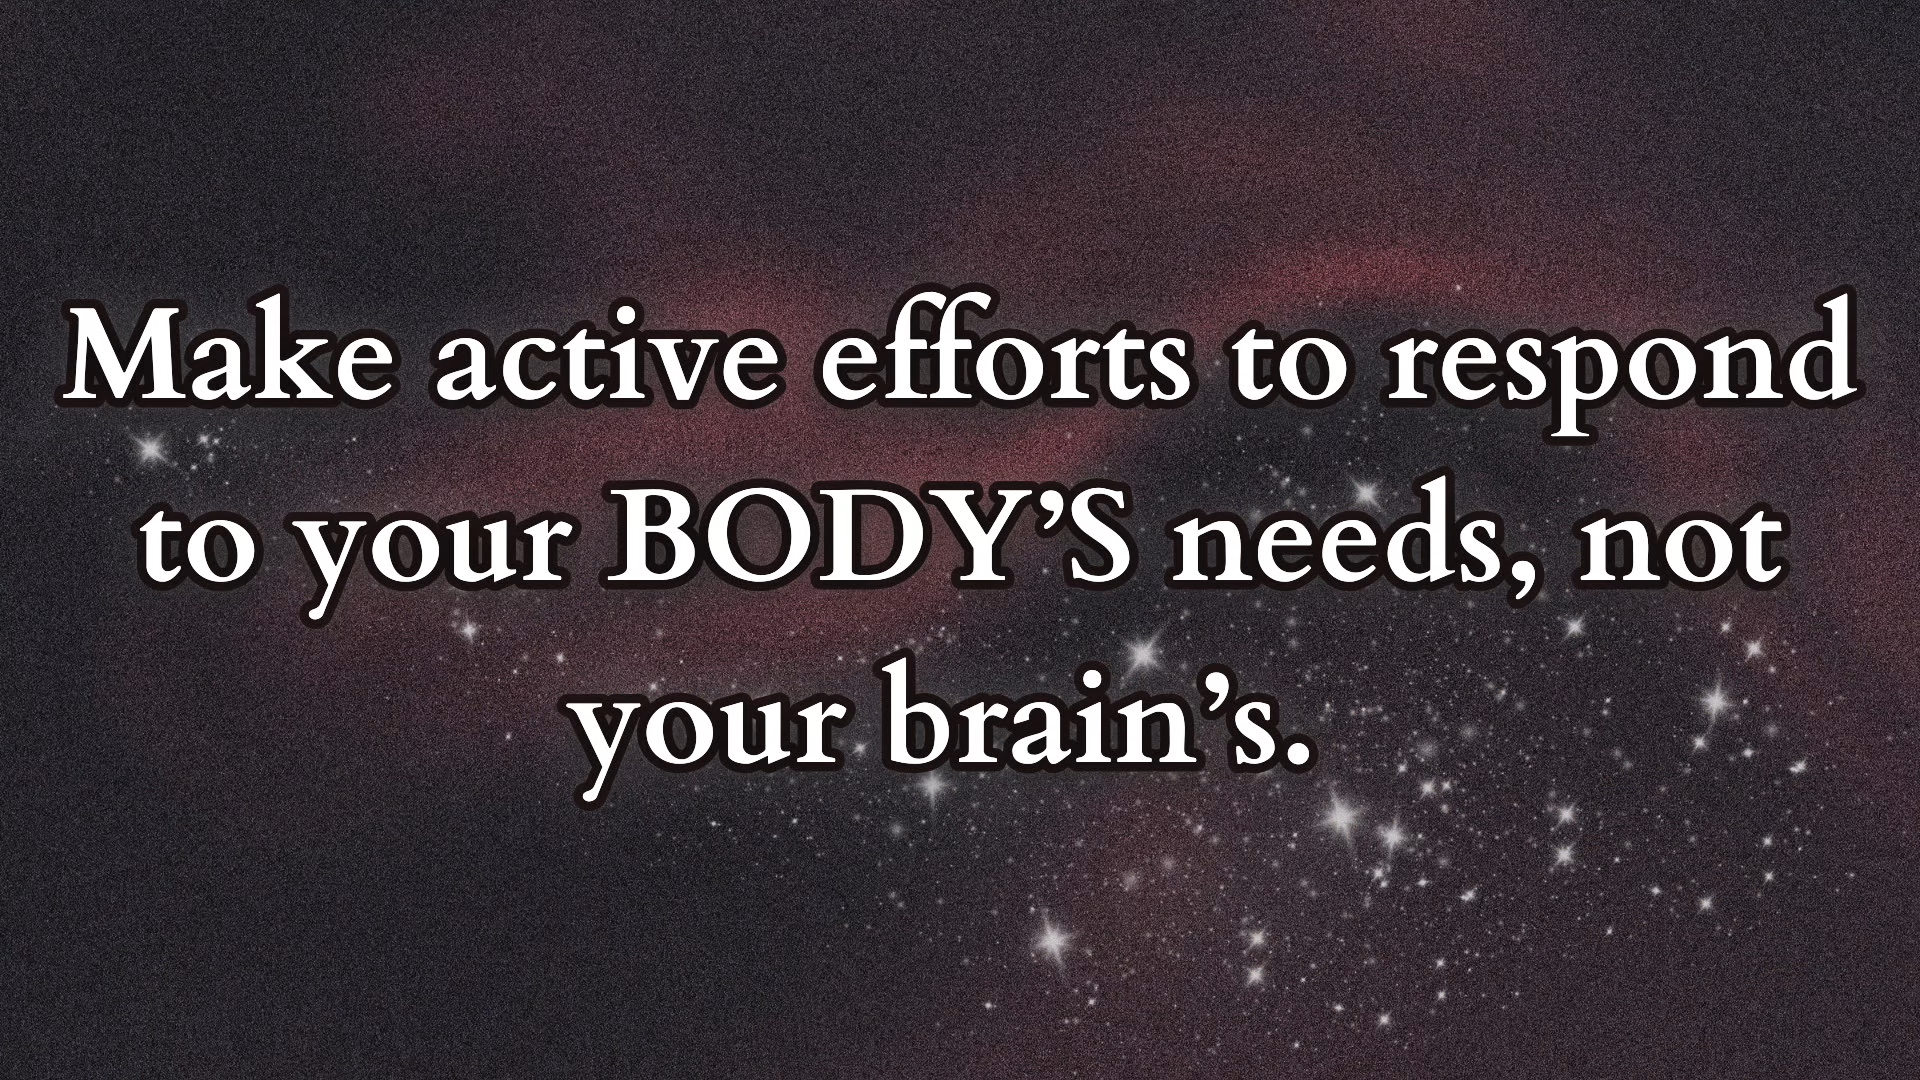 Make active efforts to respond
to your BODY’S needs, not
your brain’s.